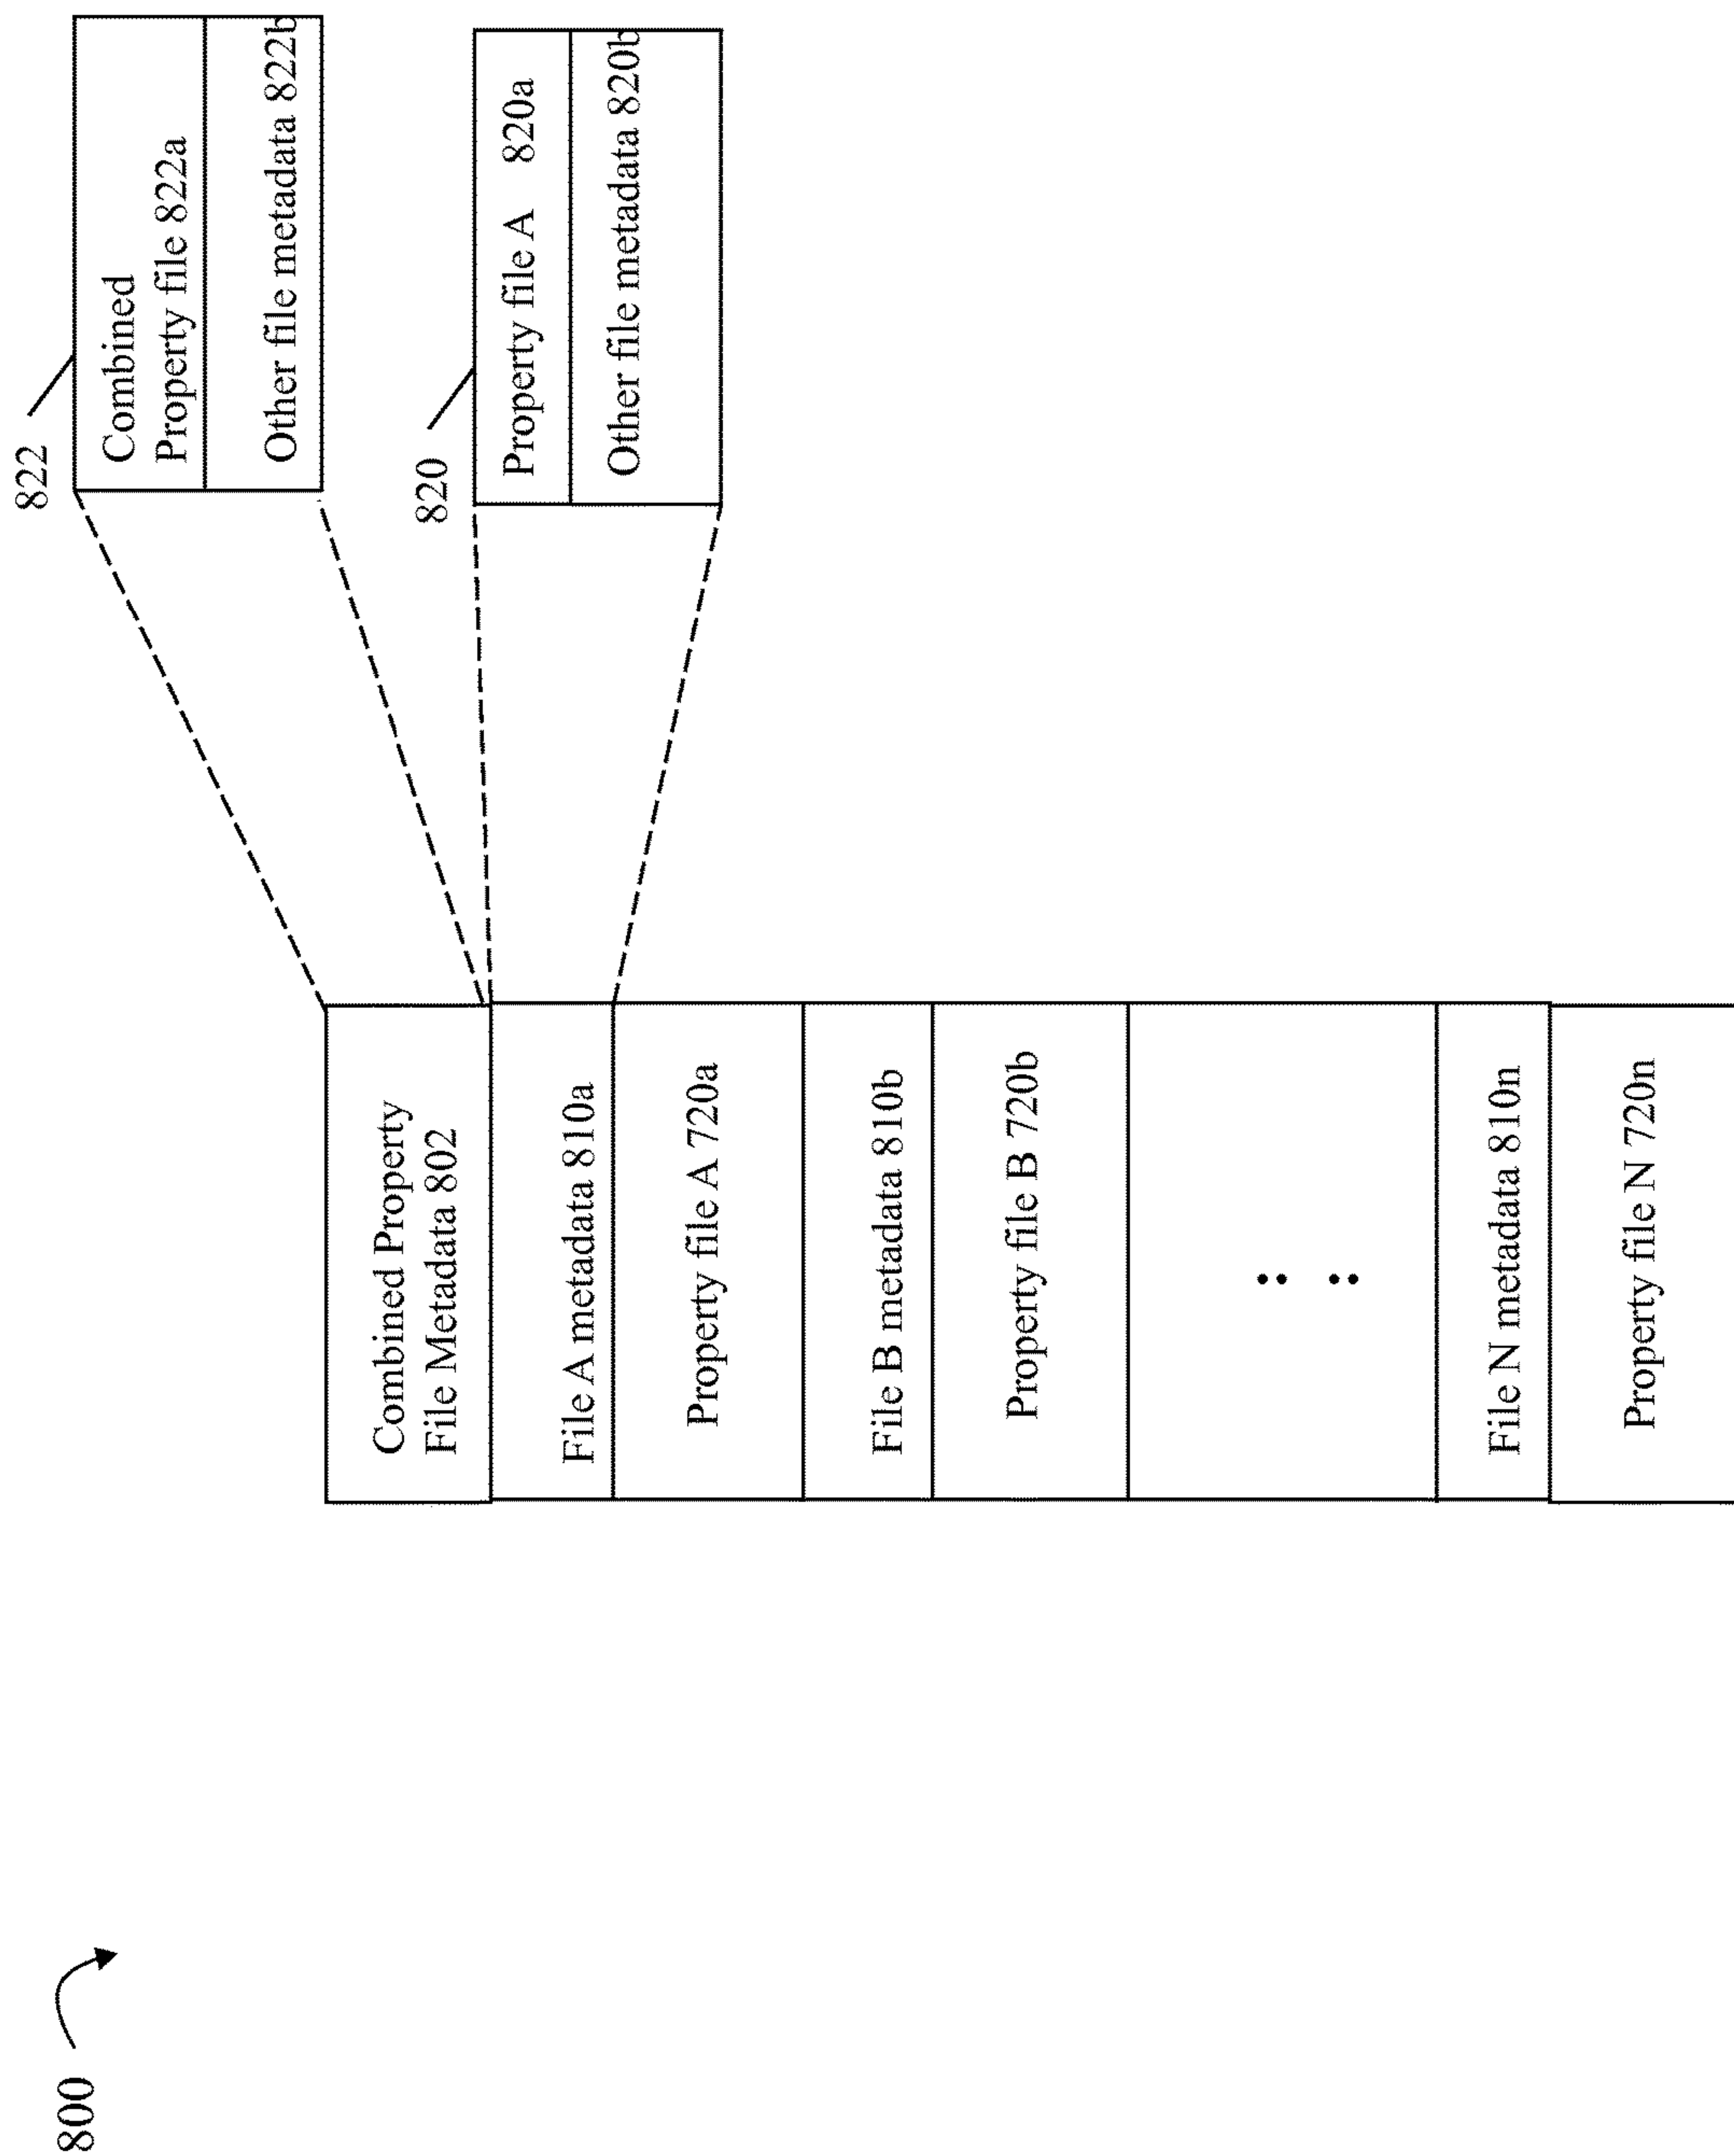 800
Combined Property
File Metadata 802
File A metadata 810a
Property file A 720a
File B metadata 810b
Property file B 720b
File N metadata 810n
Property file N 720n
822
Combined
Property file 822a
Other file metadata 822b
820
Property file A 820a
Other file metadata 820b